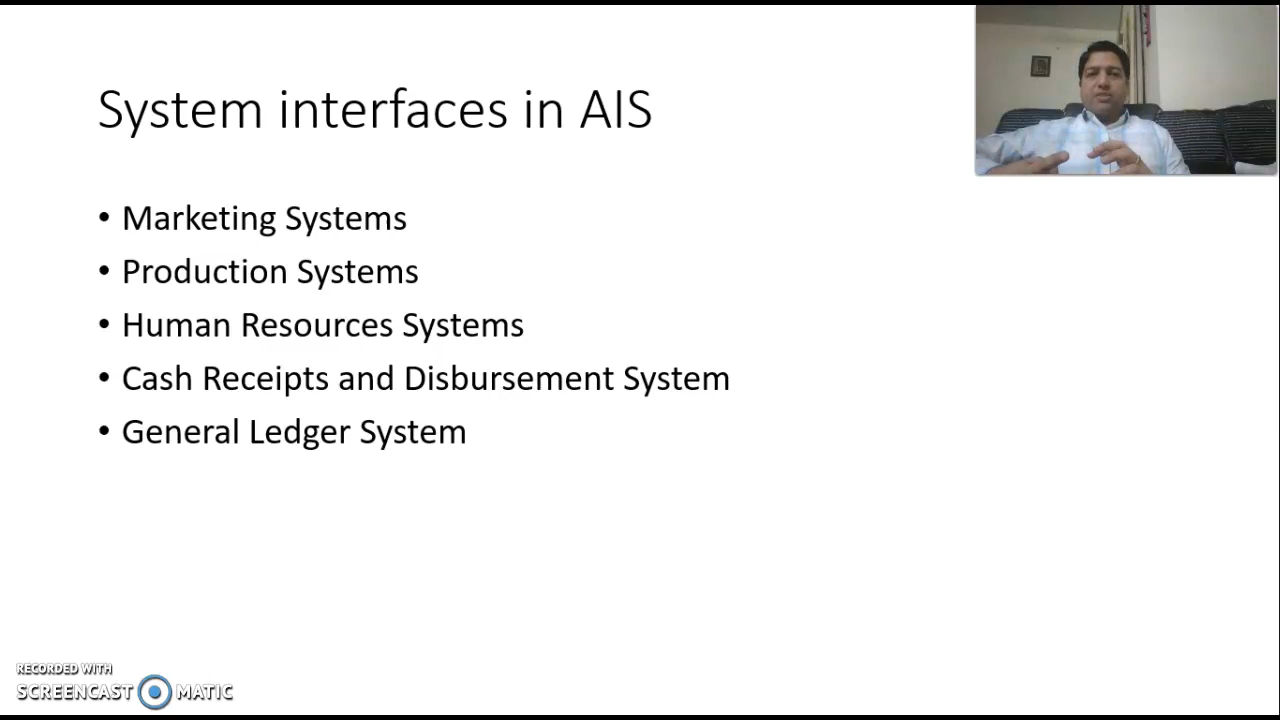 System interfaces in AIS
• Marketing Systems
• Production Systems
• Human Resources Systems
• Cash Receipts and Disbursement System
• General Ledger System
RECORDED WITH
SCREENCAST MATIC